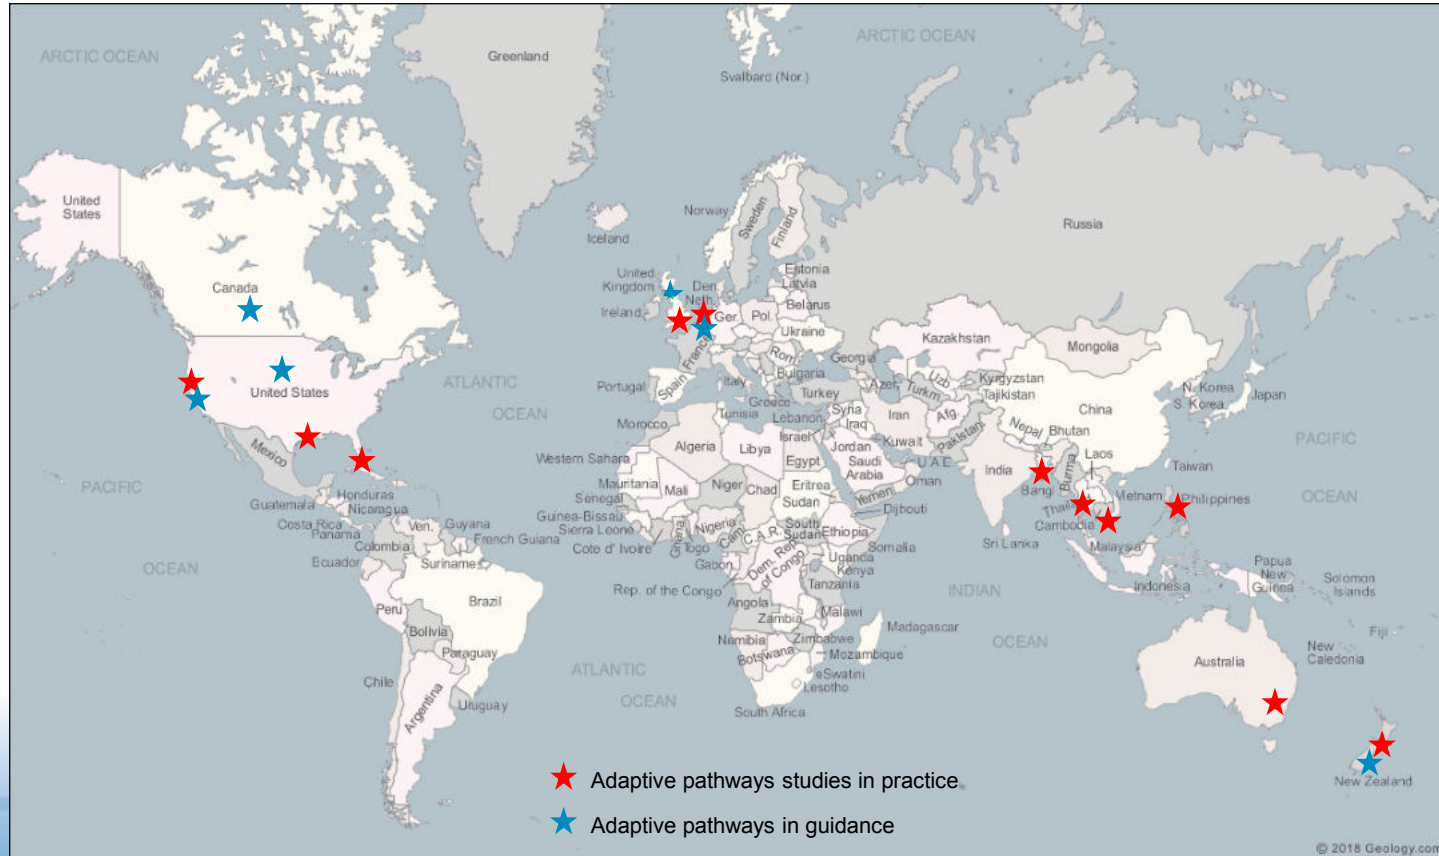 ARCTIC OCEAN
Greenland
Svalbard (Nor.)
ARCTIC OCEAN
United
States
Canada
Iceland
Norway
Sweden
Finland
Russia
United
Kingdom
Ireland
Den.
Neth.
Ger.
Pol.
Estonia
Latvia
Belarus
Ukraine
France
Rom.
Bulgaria
Portugal
Spain
Italy
Greece
Turkey
Georgia
Azer.
Kazakhstan
Uzb.
Turkm.
Kyrgyzstan
Tajikistan
Mongolia
China
N. Korea
S. Korea
Japan
United States
ATLANTIC
OCEAN
Mexico
PACIFIC
OCEAN
Guatemala
Honduras
Nicaragua
Costa Rica
Panama
Ven.
Guyana
French Guiana
Colombia
Suriname
Ecuador
Peru
Brazil
Bolivia
Paraguay
Chile
Argentina
Uruguay
Morocco
Tunisia
Algeria
Libya
Egypt
Western Sahara
Mauritania
Mali
Niger
Chad
Sudan
Eritrea
Senegal
Guinea-Bissau
Sierra Leone
Cote d' Ivoire
Ghana
Togo
Nigeria
Cam.
C.A.R.
South
Sudan
Ethiopia
Djibouti
Somalia
Uganda
Kenya
Gabon
Rep. of the Congo
Dem. Rep.
of Congo
Tanzania
Angola
Zambia
Malawi
Namibia
Botswana
Zimbabwe
Mozambique
Madagascar
eSwatini
Lesotho
South Africa
ATLANTIC
OCEAN
Lebanon
Israel
Syria
Iraq
Jordan
Saudi
Arabia
Kuwait
Iran
U.A.E.
Oman
Yemen
Afg.
Pakistan
India
Nepal
Bhutan
Bang.
Burma
Laos
Thail.
Vietnam
Cambodia
Sri Lanka
Malaysia
Taiwan
Philippines
PACIFIC
OCEAN
Indonesia
Papua
New
Guinea
Solomon
Islands
INDIAN
OCEAN
Australia
Fiji
New
Caledonia
New Zealand
Adaptive pathways studies in practice
Adaptive pathways in guidance
© 2018 Geology.com